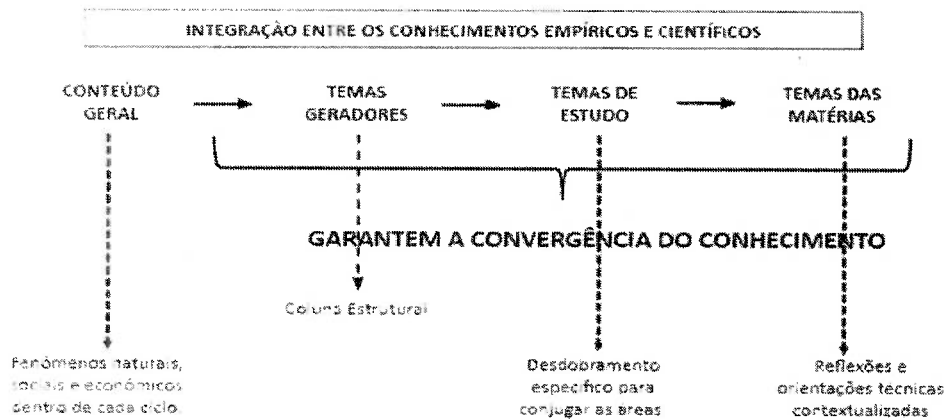 INTEGRAÇÃO ENTRE OS CONHECIMENTOS EMPÍRICOS E CIENTÍFICOS
CONTEÚDO GERAL
TEMAS GERADORES
TEMAS DE ESTUDO
TEMAS DAS MATÉRIAS
GARANTEM A CONVERGÊNCIA DO CONHECIMENTO
Coluna Estrutural
Fenômenos naturais,
sociais e econômicos
dentro de cada ciclo.
Desdobramento
específico para
conjugar as áreas
Reflexões e
orientações técnicas
contextualizadas